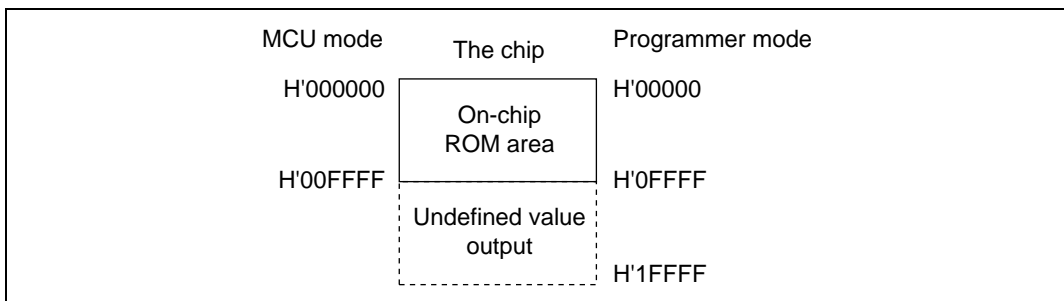 MCU mode
The chip
Programmer mode
H'000000
H'00000
On-chip
ROM area
H'00FFFF
H'0FFFF
Undefined value
output
H'1FFFF